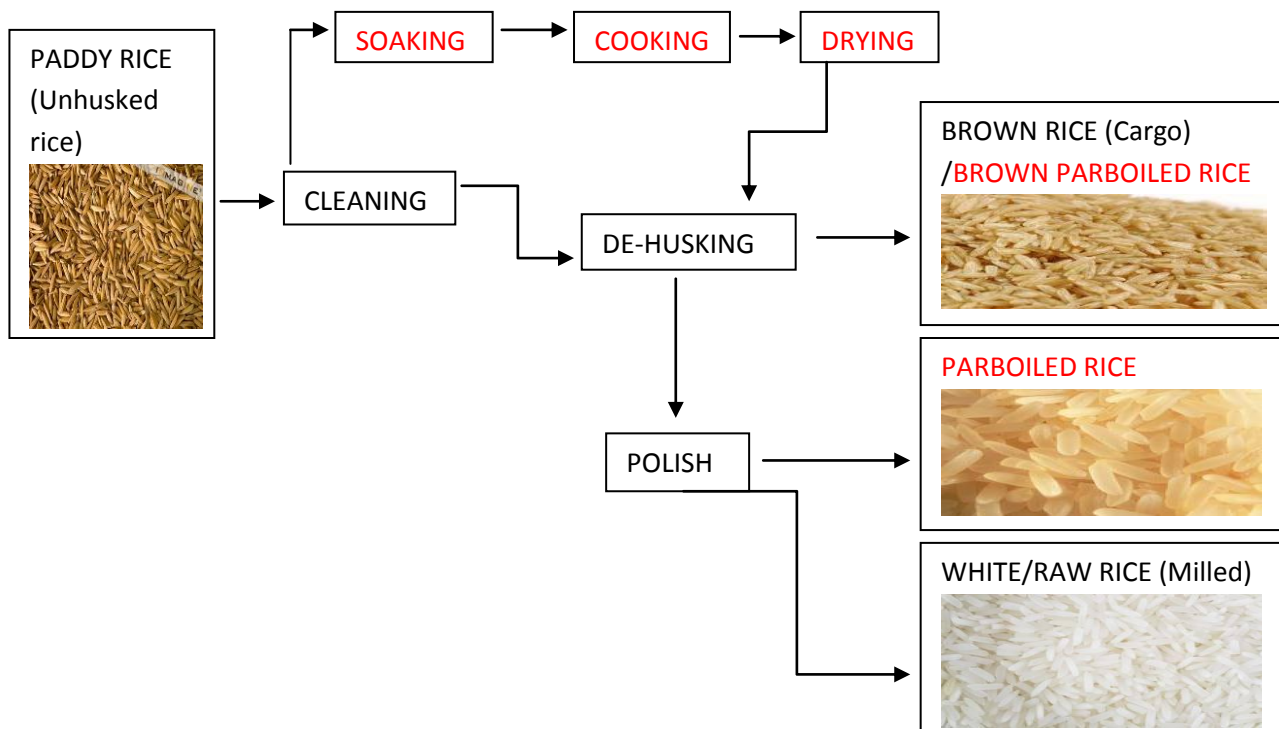 SOAKING
COOKING
DRYING
PADDY RICE
(Unhusked
rice)
CLEANING
DE-HUSKING
BROWN RICE (Cargo)
/BROWN PARBOILED RICE
PARBOILED RICE
POLISH
WHITE/RAW RICE (Milled)